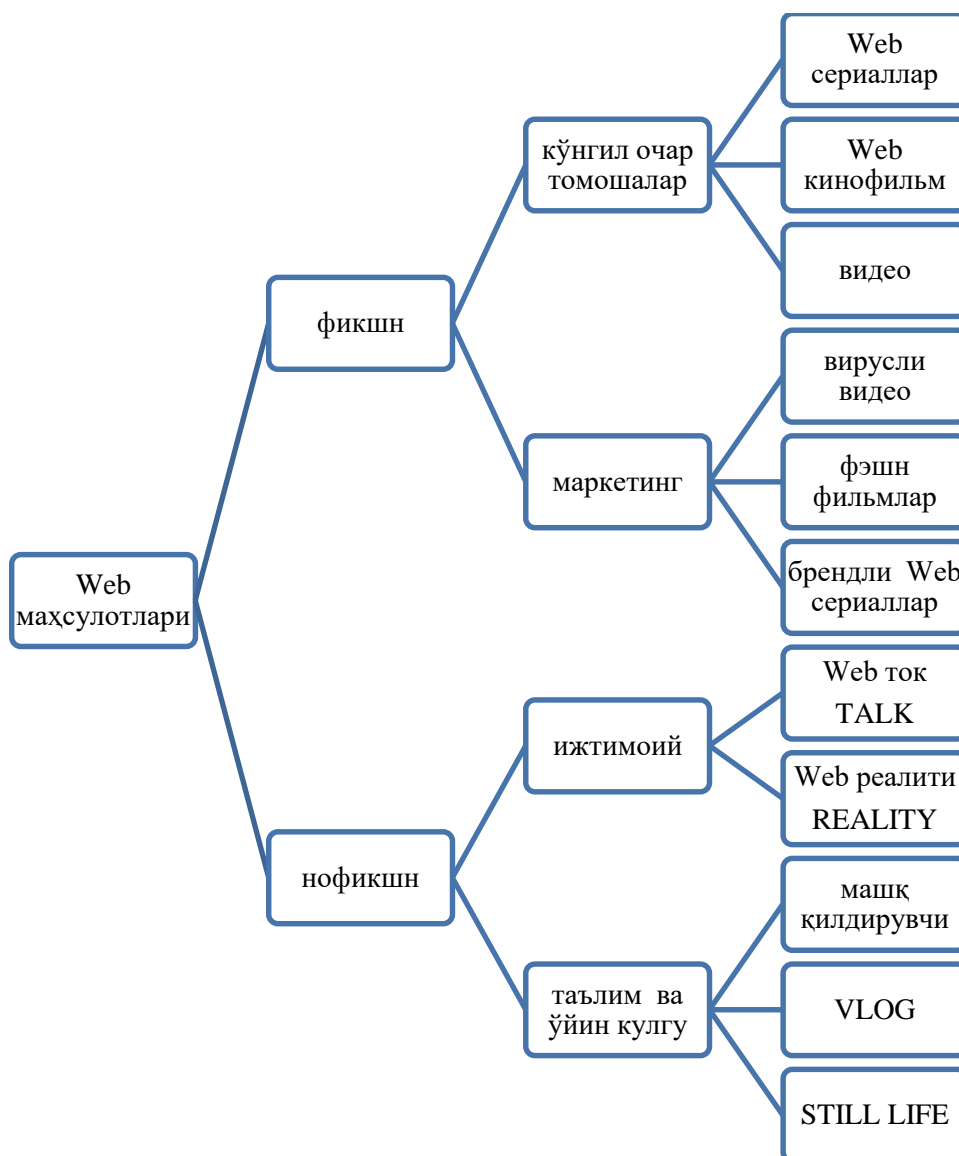 Web
маҳсулотлари
фикшн
кўнгил очар
томошалар
Web
сериаллар
Web
кинофильм
видео
маркетинг
вирусли
видео
фэшн
фильмлар
брендли Web
сериаллар
нофикшн
ижтимоий
Web ток
TALK
Web реалити
REALITY
таълим ва
ўйин кулгу
машқ
қилдирувчи
VLOG
STILL LIFE